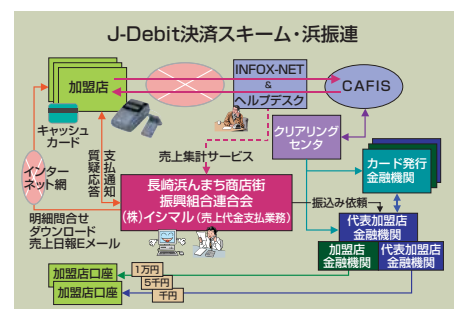 J-Debit決済スキーム・浜振連
加盟店
INFOX-NET
&
ヘルプデスク
CAFIS
キャッシュ
カード
クリアリング
センタ
インター
ネット網
質疑応答
支払通知
売上集計サービス
カード発行
金融機関
長崎浜んまち商店街
振興組合連合会
(株)イシマル(売上代金支払業務)
振込み依頼
代表加盟店
金融機関
明細問合せ
ダウンロード
売上日報Eメール
加盟店
金融機関
代表加盟店
金融機関
加盟店口座
1万円
加盟店口座
5千円
千円